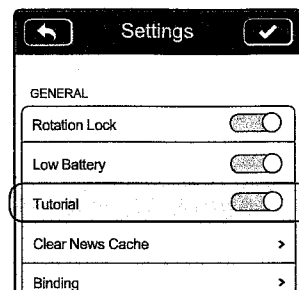 Settings
GENERAL
Rotation Lock
Low Battery
Tutorial
Clear News Cache
Binding